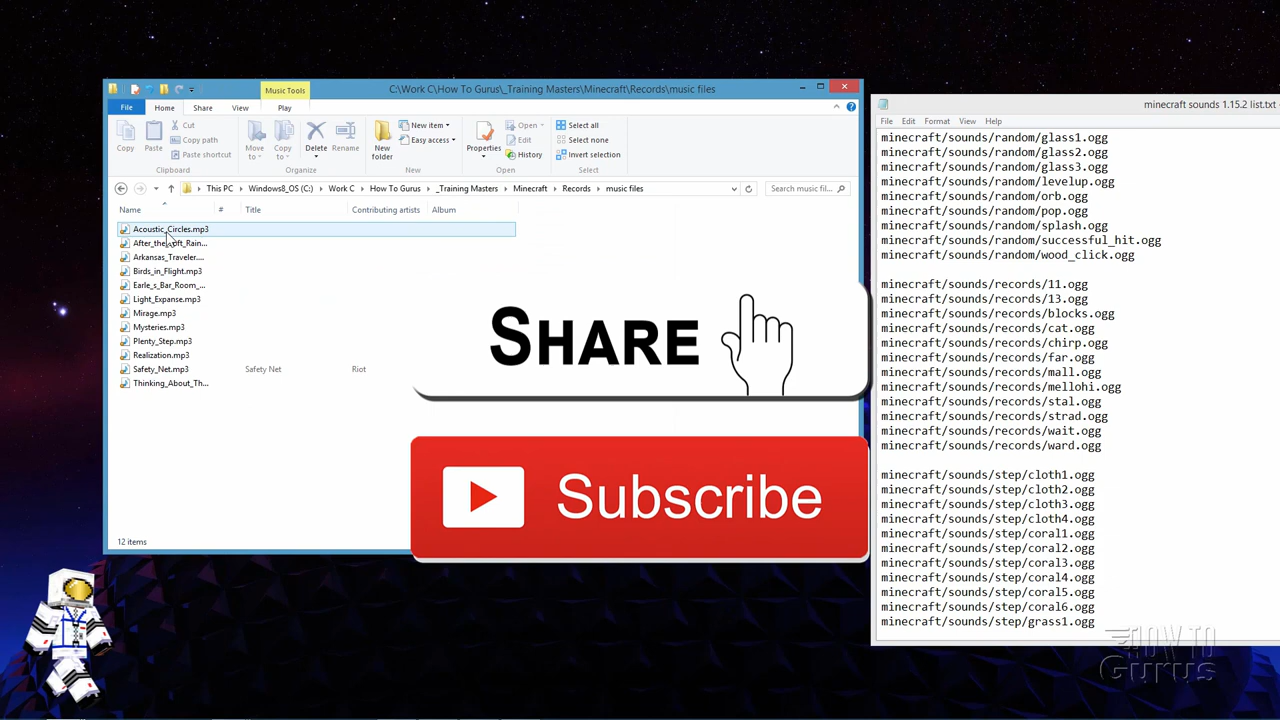 Music Tools
C:\Work C\How To Gurus\_Training Masters\Minecraft\Records\music files
File Home Share View Play
Copy
Paste
Cut
Copy path
Paste shortcut
Clipboard
Move to
Copy to
Delete
Rename
Organize
New folder
New item
Easy access
New
Properties
Open
Edit
History
Open
Select all
Select none
Invert selection
Select
This PC Windows8_OS (C:) Work C How To Gurus _Training Masters Minecraft Records music files
Search music fil...
Name # Title Contributing artists Album
Acoustic_Circles.mp3
After_the_Soft_Rain...
Arkansas_Traveler....
Birds_in_Flight.mp3
Earle_s_Bar_Room_...
Light_Expanse.mp3
Mirage.mp3
Mysteries.mp3
Plenty_Step.mp3
Realization.mp3
Safety_Net.mp3 Safety Net Riot
Thinking_About_Th...
12 items
SHARE
Subscribe
minecraft sounds 1.15.2 list.txt -
File Edit Format View Help
minecraft/sounds/random/glass1.ogg
minecraft/sounds/random/glass2.ogg
minecraft/sounds/random/glass3.ogg
minecraft/sounds/random/levelup.ogg
minecraft/sounds/random/orb.ogg
minecraft/sounds/random/pop.ogg
minecraft/sounds/random/splash.ogg
minecraft/sounds/random/successful_hit.ogg
minecraft/sounds/random/wood_click.ogg
minecraft/sounds/records/11.ogg
minecraft/sounds/records/13.ogg
minecraft/sounds/records/blocks.ogg
minecraft/sounds/records/cat.ogg
minecraft/sounds/records/chirp.ogg
minecraft/sounds/records/far.ogg
minecraft/sounds/records/mall.ogg
minecraft/sounds/records/mellohi.ogg
minecraft/sounds/records/stal.ogg
minecraft/sounds/records/strad.ogg
minecraft/sounds/records/wait.ogg
minecraft/sounds/records/ward.ogg
minecraft/sounds/step/cloth1.ogg
minecraft/sounds/step/cloth2.ogg
minecraft/sounds/step/cloth3.ogg
minecraft/sounds/step/cloth4.ogg
minecraft/sounds/step/coral1.ogg
minecraft/sounds/step/coral2.ogg
minecraft/sounds/step/coral3.ogg
minecraft/sounds/step/coral4.ogg
minecraft/sounds/step/coral5.ogg
minecraft/sounds/step/coral6.ogg
minecraft/sounds/step/grass1.ogg
HOW TO
GURUS